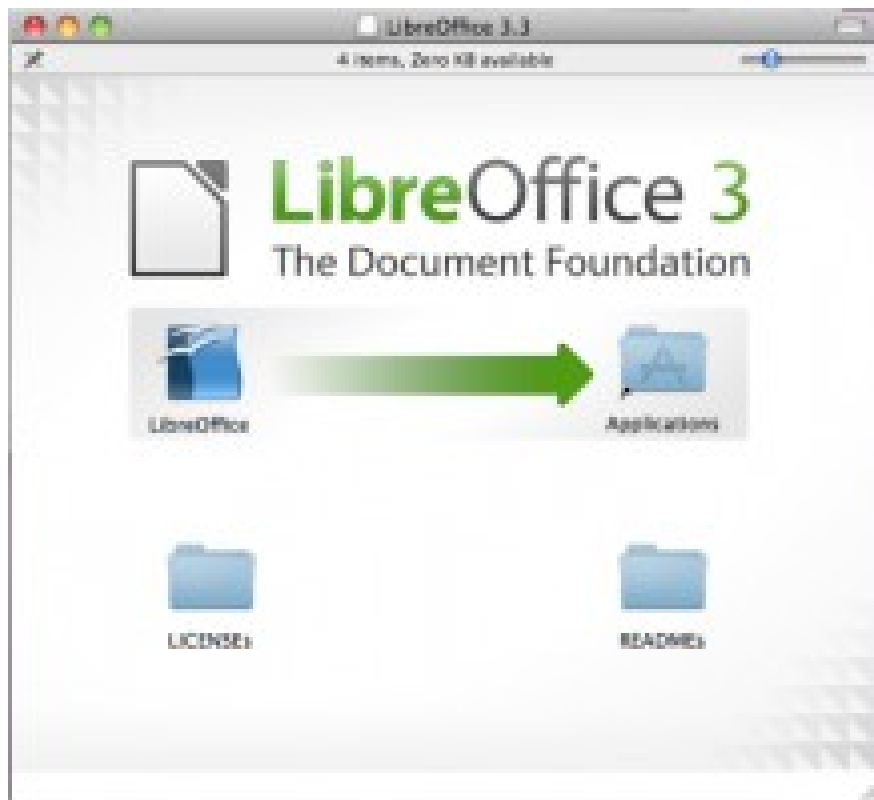 LibreOffice 3.3
4 items, Zero KB available
LibreOffice 3
The Document Foundation
LibreOffice
Applications
LICENSEs
READMEs